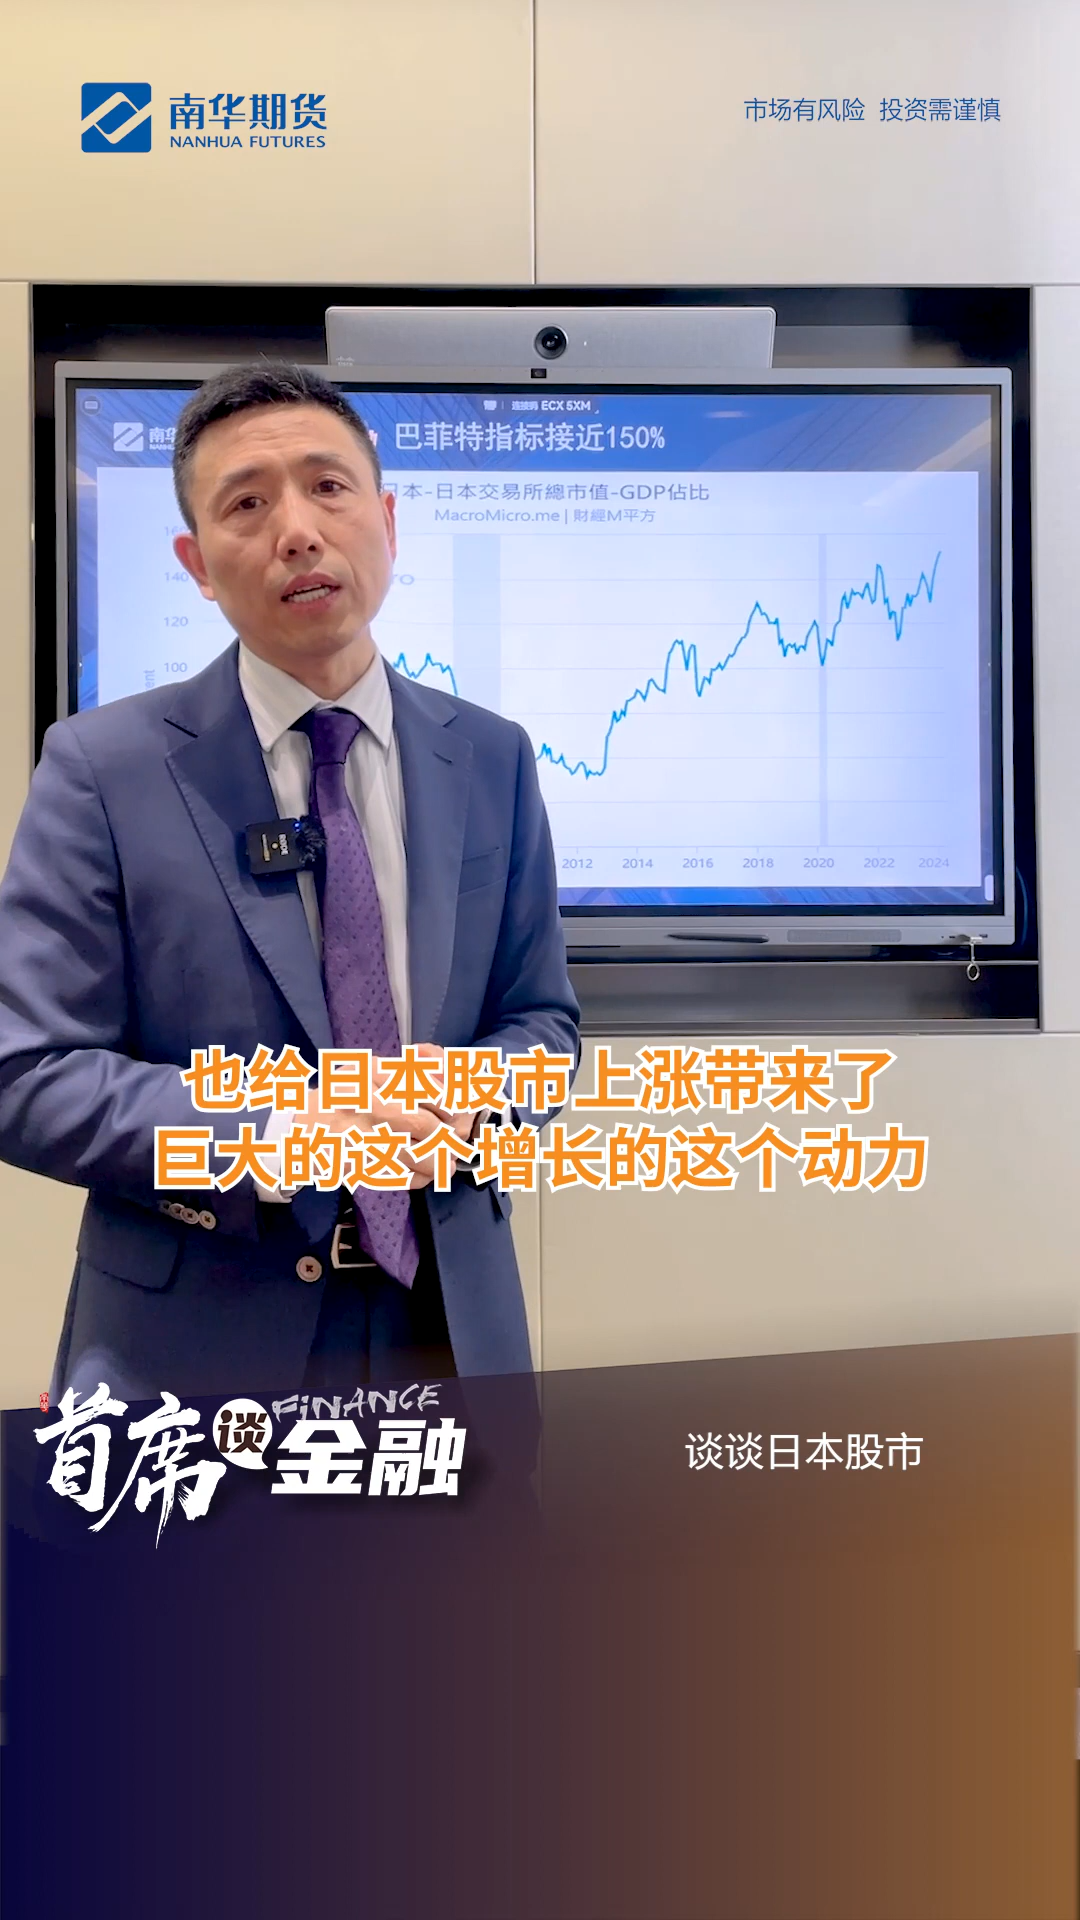 南华期货
NANHUA FUTURES
市场有风险 投资需谨慎
ECX 5XM
巴菲特指标接近150%
日本-日本交易所總市值-GDP佔比
MacroMicro.me | 財經M平方
140
120
100
2012 2014 2016 2018 2020 2022 2024
也给日本股市上涨带来了
巨大的这个增长的这个动力
首席谈金融
FiNANCE
谈谈日本股市